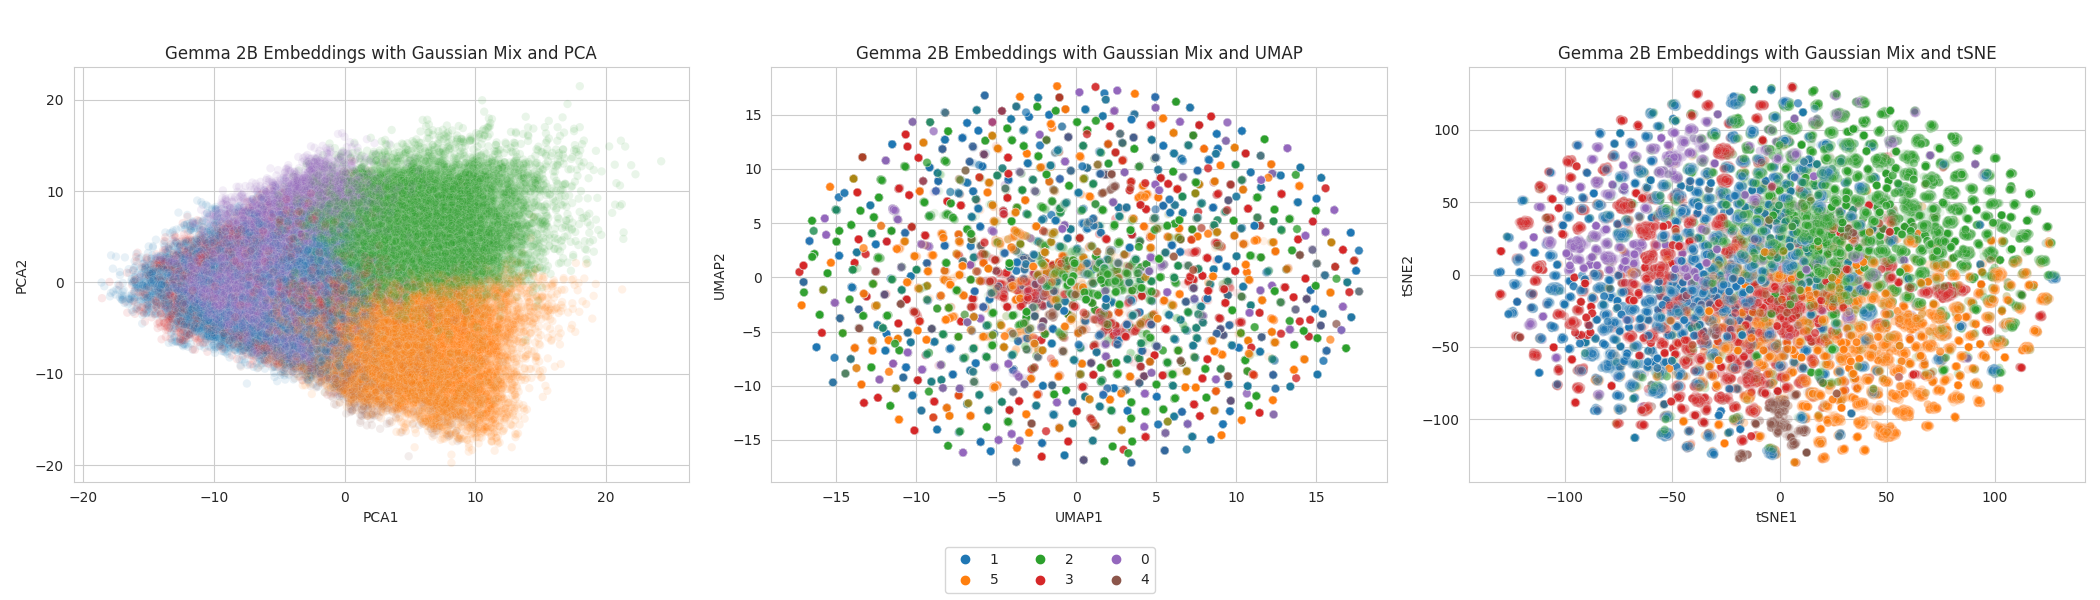 Gemma 2B Embeddings with Gaussian Mix and PCA
20
10
0
−10
−20
PCA2
−20 −10 0 10 20
PCA1
Gemma 2B Embeddings with Gaussian Mix and UMAP
15
10
5
0
−5
−10
−15
UMAP2
−15 −10 −5 0 5 10 15
UMAP1
Gemma 2B Embeddings with Gaussian Mix and tSNE
100
50
0
−50
−100
tSNE2
−100 −50 0 50 100
tSNE1
1 2 0
5 3 4